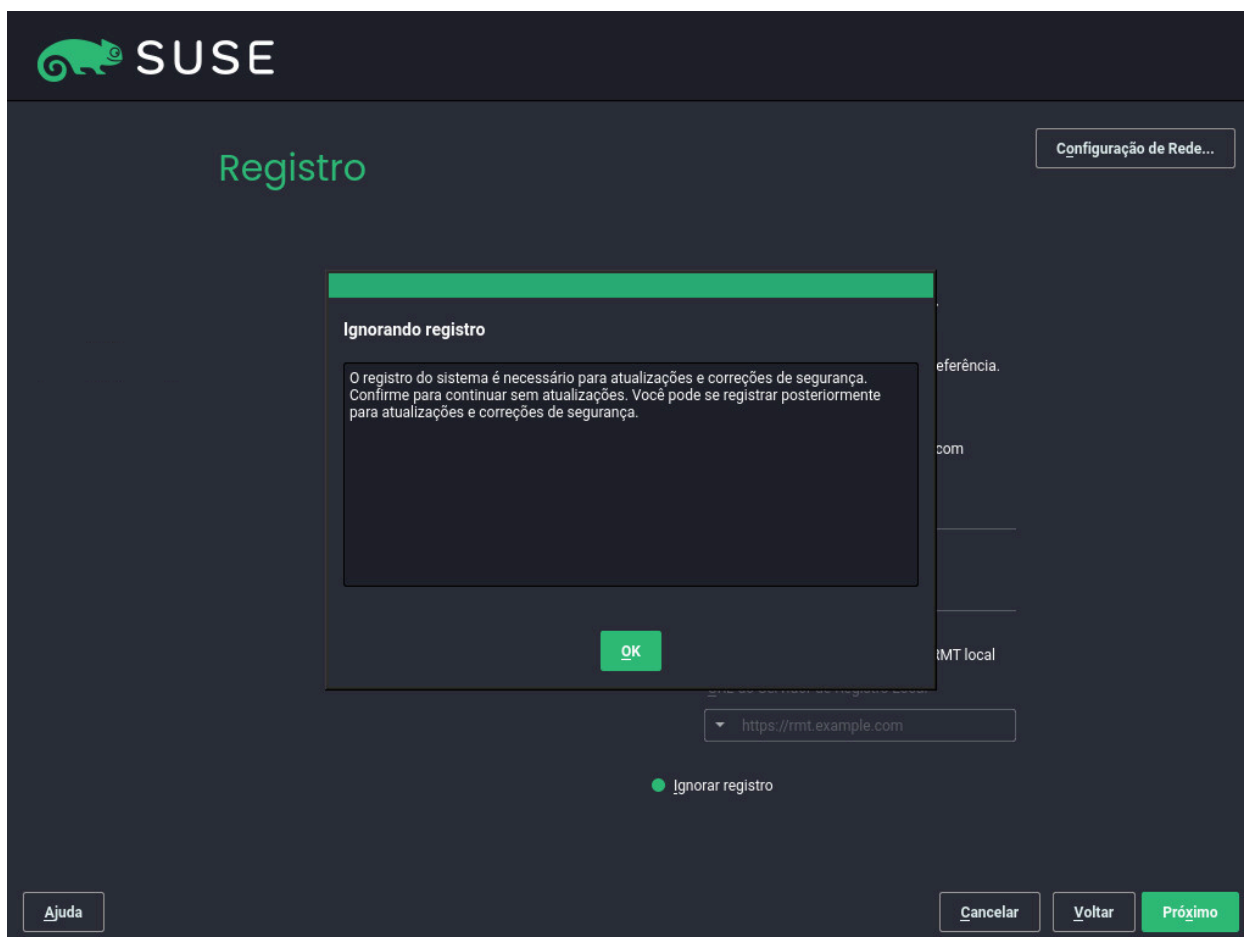 SUSE
Configuração de Rede...
Registro
Ignorando registro
O registro do sistema é necessário para atualizações e correções de segurança.
Confirme para continuar sem atualizações. Você pode se registrar posteriormente
para atualizações e correções de segurança.
eferência.
com
OK
RMT local
https://rmt.example.com
Ignorar registro
Ajuda
Cancelar
Voltar
Próximo